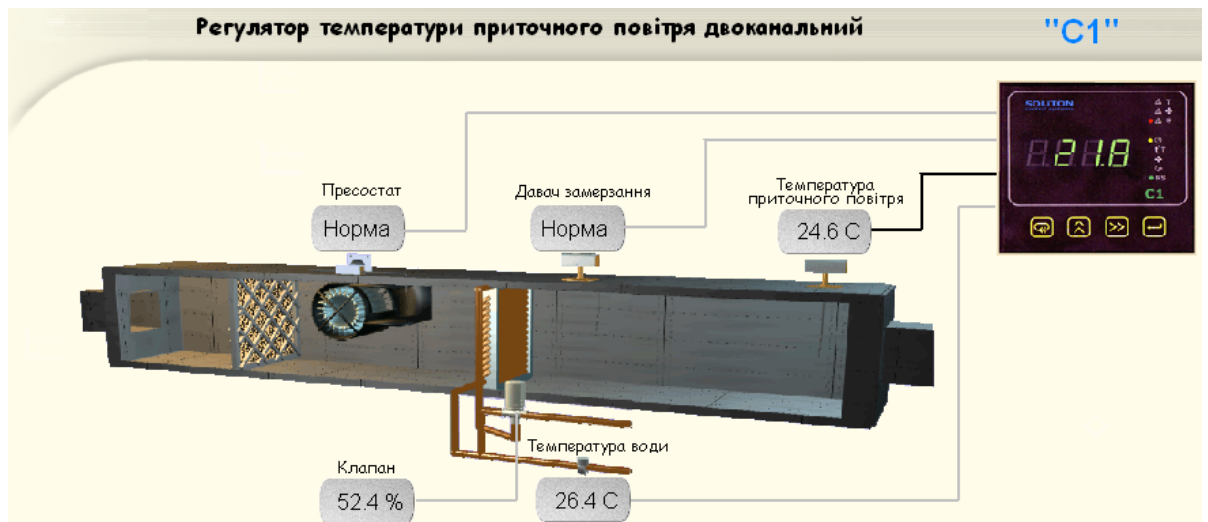 Регулятор температури приточного повітря двоканальний
"C1"
SOLITON
21.8
C1
Пресостат
Норма
Давач замерзання
Норма
Температура
приточного повітря
24.6 C
Температура води
26.4 C
Клапан
52.4 %